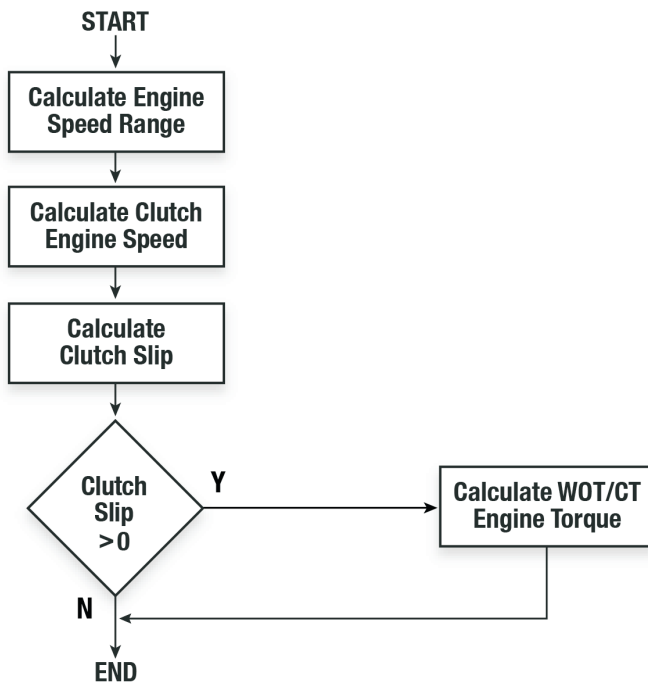 START
Calculate Engine
Speed Range
Calculate Clutch
Engine Speed
Calculate
Clutch Slip
Clutch
Slip
>0
Y
Calculate WOT/CT
Engine Torque
N
END